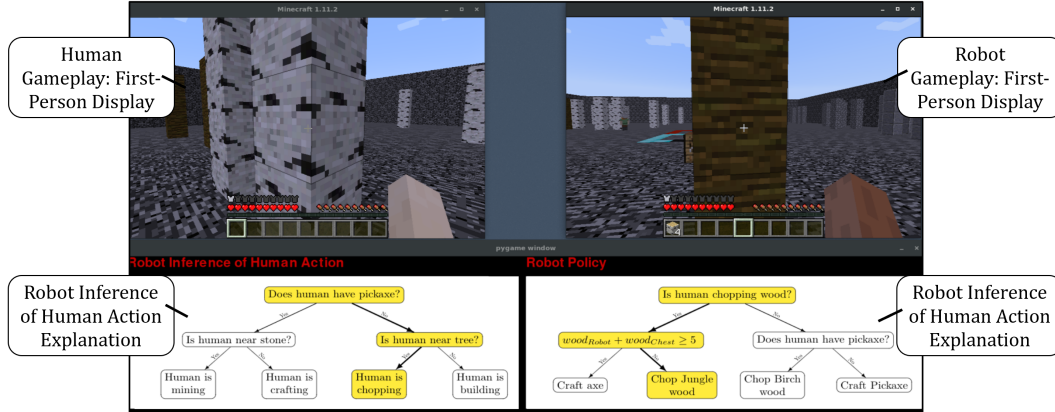 Minecraft 1.11.2
Minecraft 1.11.2
Human
Gameplay: First-
Person Display
Robot
Gameplay: First-
Person Display
4
pygame window
Robot Inference of Human Action
Robot Policy
Robot Inference
of Human Action
Explanation
Does human have pickaxe?
Yes
No
Is human near stone?
Is human near tree?
Yes
No
Yes
No
Human is
mining
Human is
crafting
Human is
chopping
Human is
building
Is human chopping wood?
Yes
No
wood_Robot + wood_Chest ≥ 5
Does human have pickaxe?
Yes
No
Yes
No
Craft axe
Chop Jungle
wood
Chop Birch
wood
Craft Pickaxe
Robot Inference
of Human Action
Explanation